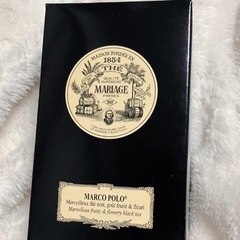 MAISON FONDÉE EN
1854
THÉ
MARIAGE
FRÈRES
MARCO POLO®
Merveilleux thé noir, goût fruité & fleuri
Marvellous fruity & flowery black tea